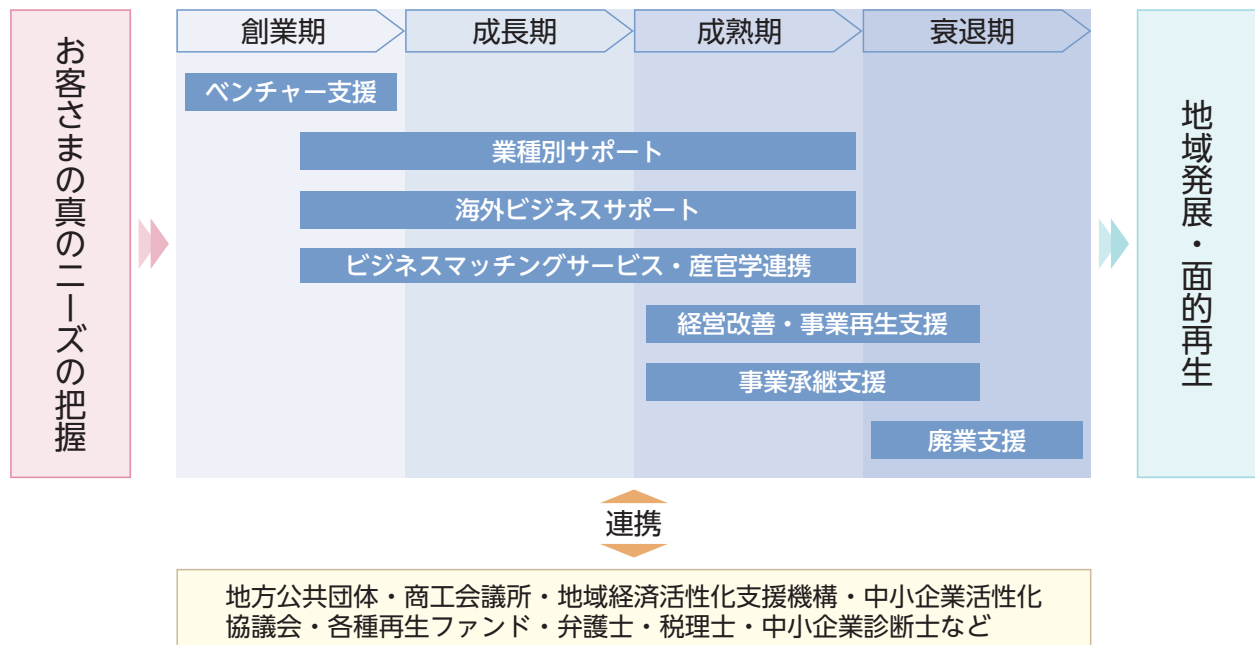 お客さまの真のニーズの把握
創業期
成長期
成熟期
衰退期
ベンチャー支援
業種別サポート
海外ビジネスサポート
ビジネスマッチングサービス・産官学連携
経営改善・事業再生支援
事業承継支援
廃業支援
地域発展・面的再生
連携
地方公共団体・商工会議所・地域経済活性化支援機構・中小企業活性化
協議会・各種再生ファンド・弁護士・税理士・中小企業診断士など